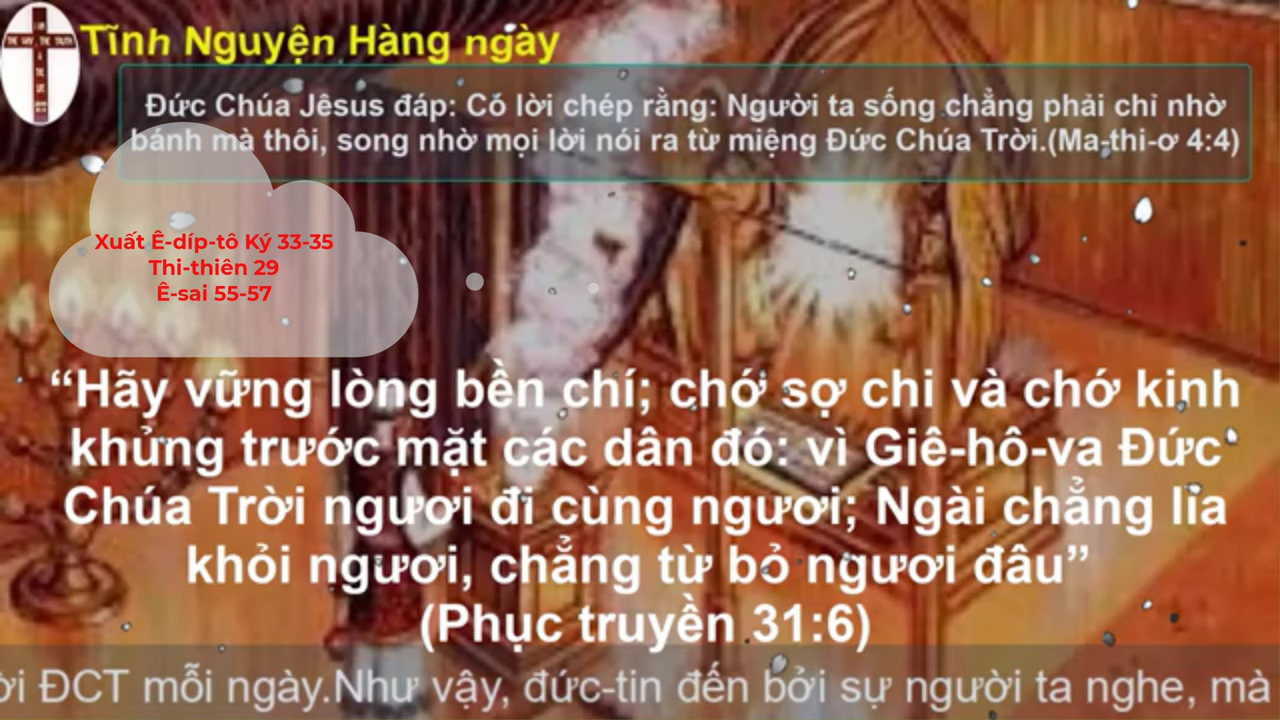 Tĩnh Nguyện Hàng ngày
Đức Chúa Jêsus đáp: Có lời chép rằng: Người ta sống chẳng phải chỉ nhờ
bánh mà thôi, song nhờ mọi lời nói ra từ miệng Đức Chúa Trời.(Ma-thi-ơ 4:4)
Xuất Ê-díp-tô Ký 33-35
Thi-thiên 29
Ê-sai 55-57
“Hãy vững lòng bền chí; chớ sợ chi và chớ kinh
khủng trước mặt các dân đó: vì Giê-hô-va Đức
Chúa Trời ngươi đi cùng ngươi; Ngài chẳng lìa
khỏi ngươi, chẳng từ bỏ ngươi đâu”
(Phục truyền 31:6)
ời ĐCT mỗi ngày.Như vậy, đức-tin đến bởi sự người ta nghe, mà